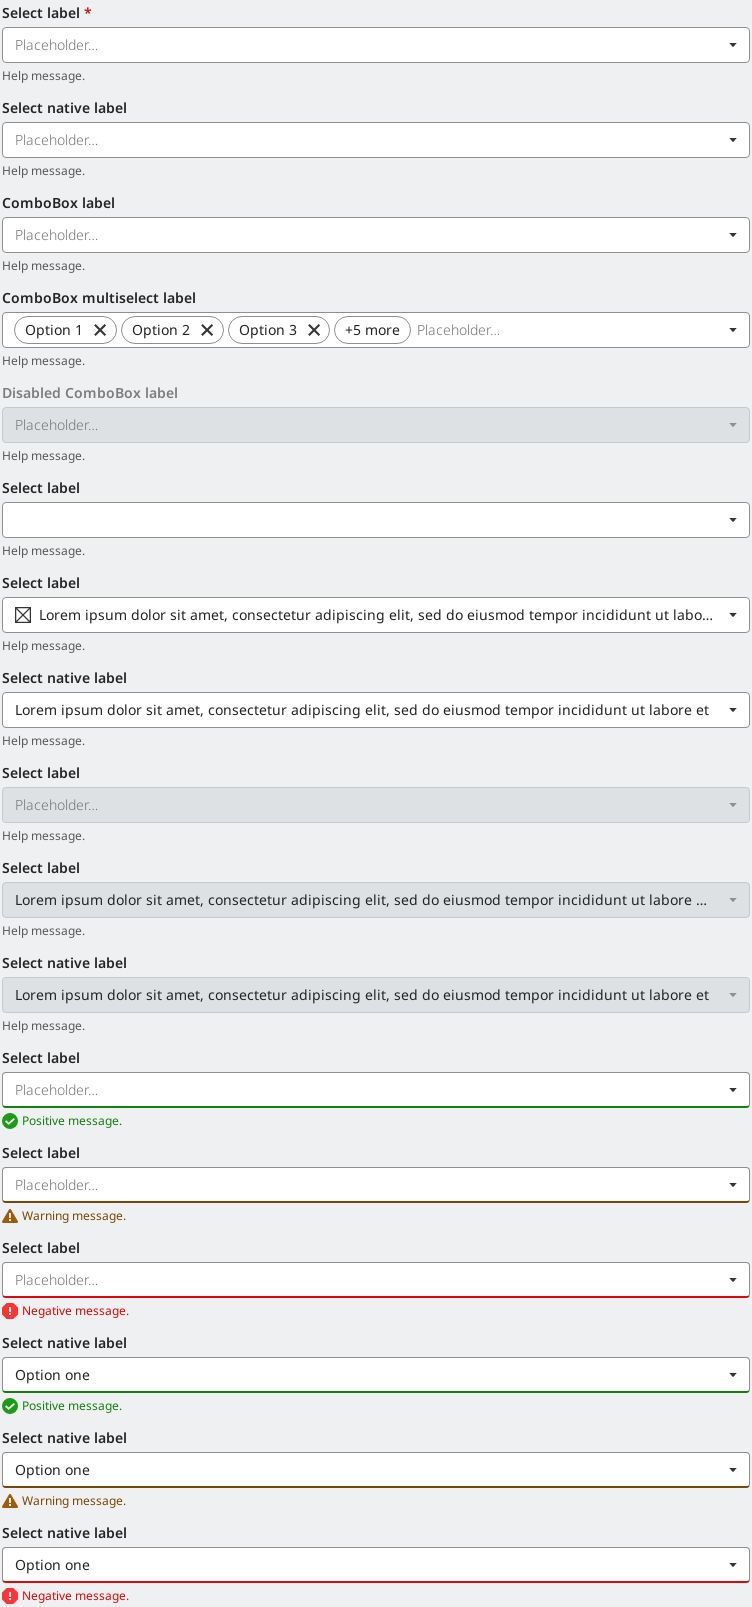 Select label *
Placeholder...
Help message.
Select native label
Placeholder...
Help message.
ComboBox label
Placeholder...
Help message.
ComboBox multiselect label
Option 1 Option 2 Option 3 +5 more Placeholder...
Help message.
Disabled ComboBox label
Placeholder...
Help message.
Select label
Help message.
Select label
Lorem ipsum dolor sit amet, consectetur adipiscing elit, sed do eiusmod tempor incididunt ut labo...
Help message.
Select native label
Lorem ipsum dolor sit amet, consectetur adipiscing elit, sed do eiusmod tempor incididunt ut labore et
Help message.
Select label
Placeholder...
Help message.
Select label
Lorem ipsum dolor sit amet, consectetur adipiscing elit, sed do eiusmod tempor incididunt ut labore ...
Help message.
Select native label
Lorem ipsum dolor sit amet, consectetur adipiscing elit, sed do eiusmod tempor incididunt ut labore et
Help message.
Select label
Placeholder...
Positive message.
Select label
Placeholder...
Warning message.
Select label
Placeholder...
Negative message.
Select native label
Option one
Positive message.
Select native label
Option one
Warning message.
Select native label
Option one
Negative message.